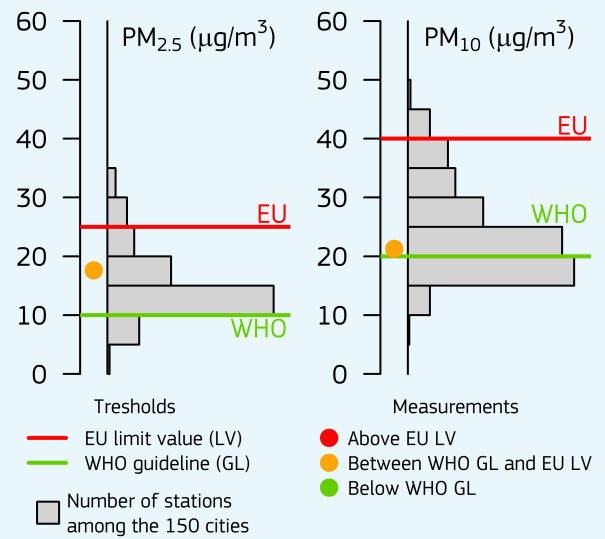 PM2.5 (μg/m³)
60
50
40
30
20
10
0
EU
WHO
PM10 (μg/m³)
60
50
40
30
20
10
0
EU
WHO
Tresholds
EU limit value (LV)
WHO guideline (GL)
Number of stations
among the 150 cities
Measurements
Above EU LV
Between WHO GL and EU LV
Below WHO GL